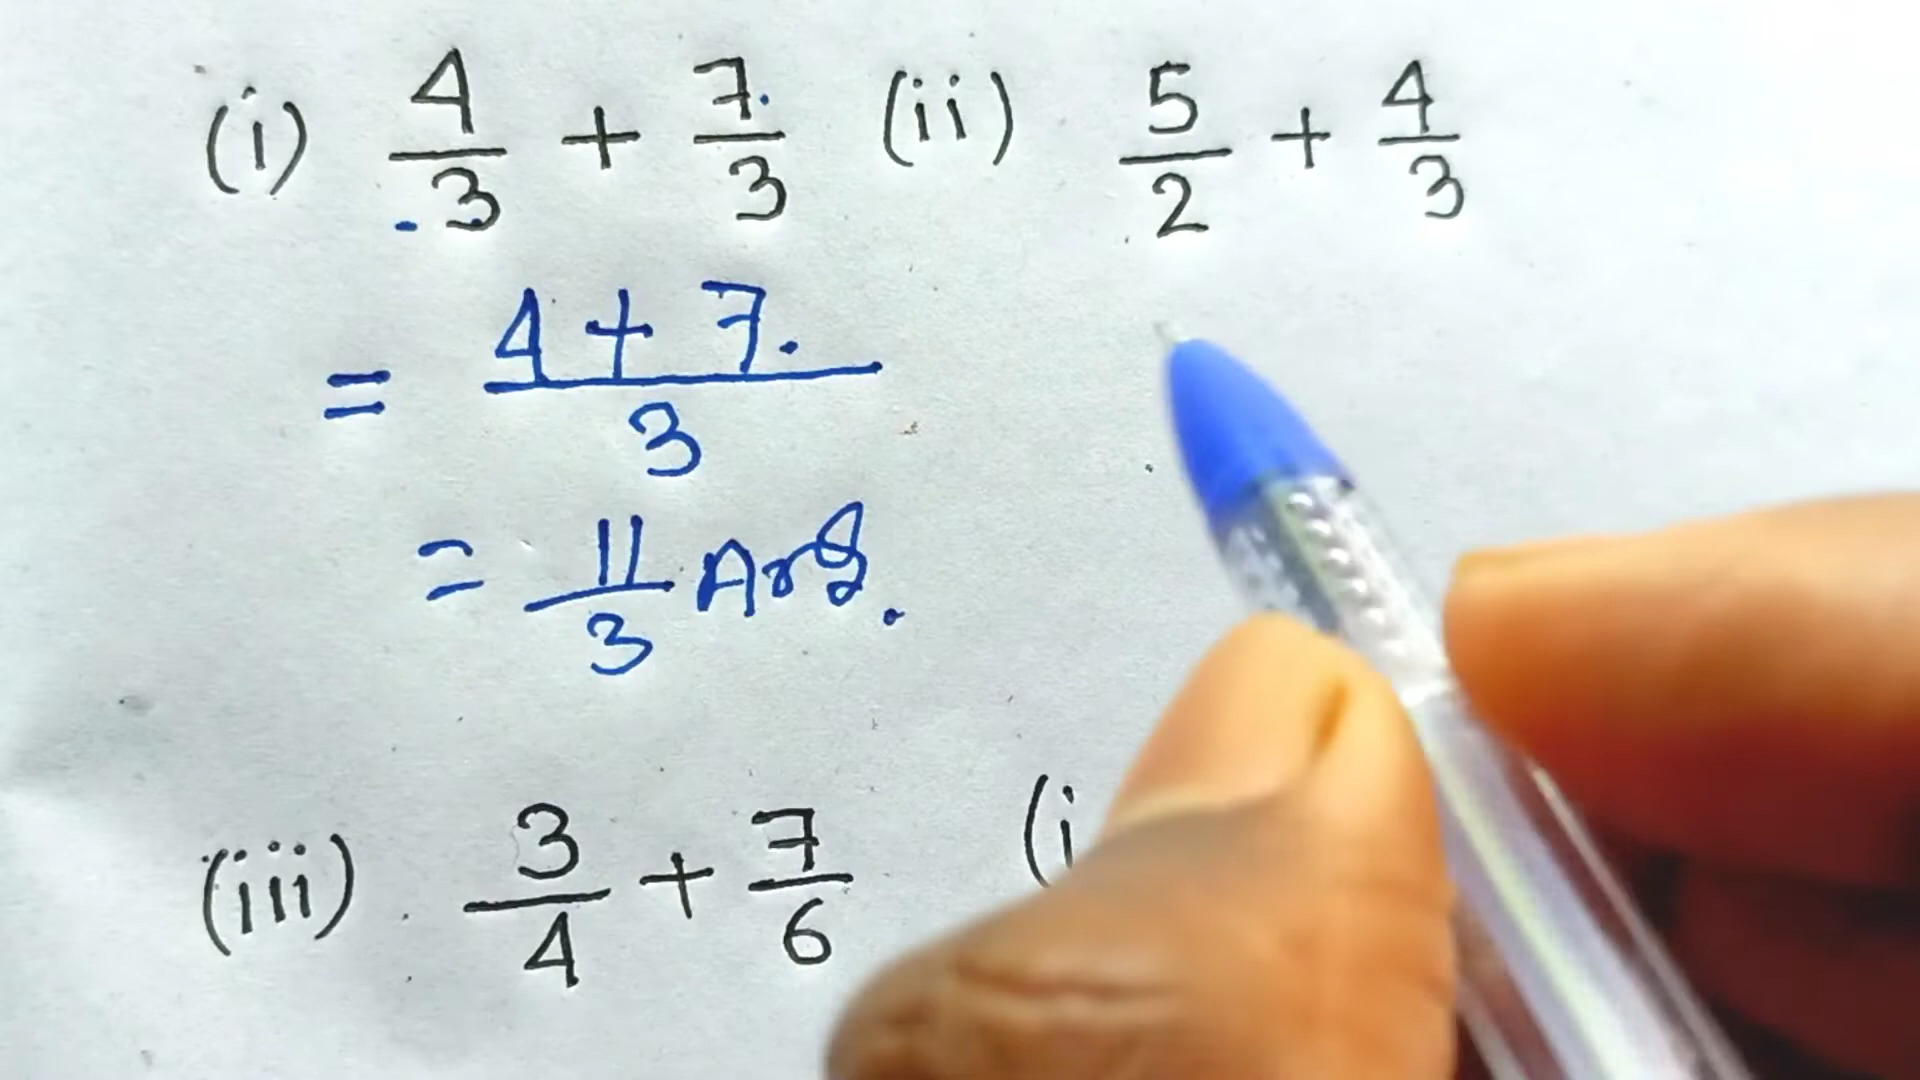 (i) 4/3 + 7/3 (ii) 5/2 + 4/3
= 4 + 7/3
= 11/3 Ans.
(iii) 3/4 + 7/6 (i